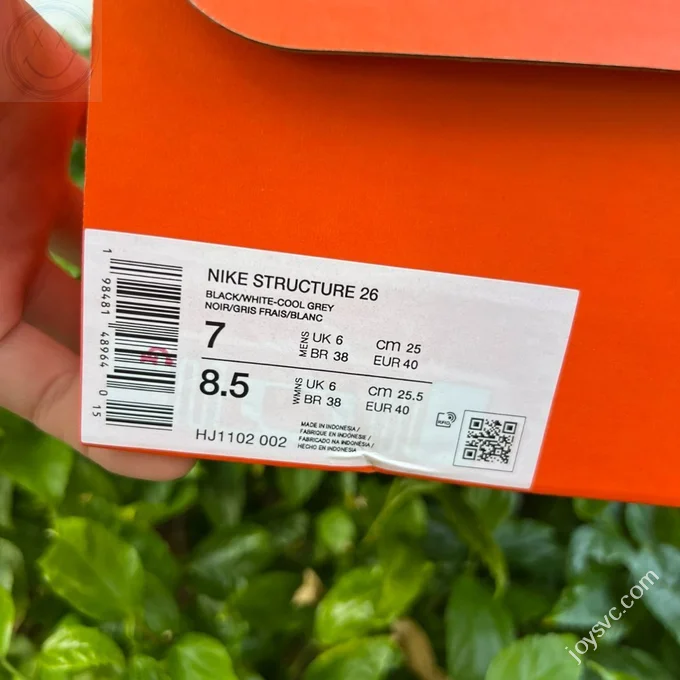 NIKE STRUCTURE 26
BLACK/WHITE-COOL GREY
NOIR/GRIS FRAIS/BLANC
7 MENS UK 6 cm 25
BR 38 EUR 40
8.5 WMNS UK 6 cm 25.5
BR 38 EUR 40
HJ1102 002
MADE IN INDONESIA /
FABRIQUE EN INDONESIE /
FABRICADO NA INDONÉSIA /
HECHO EN INDONESIA
RFID
1 98481 48964 0 15
joysvc.com